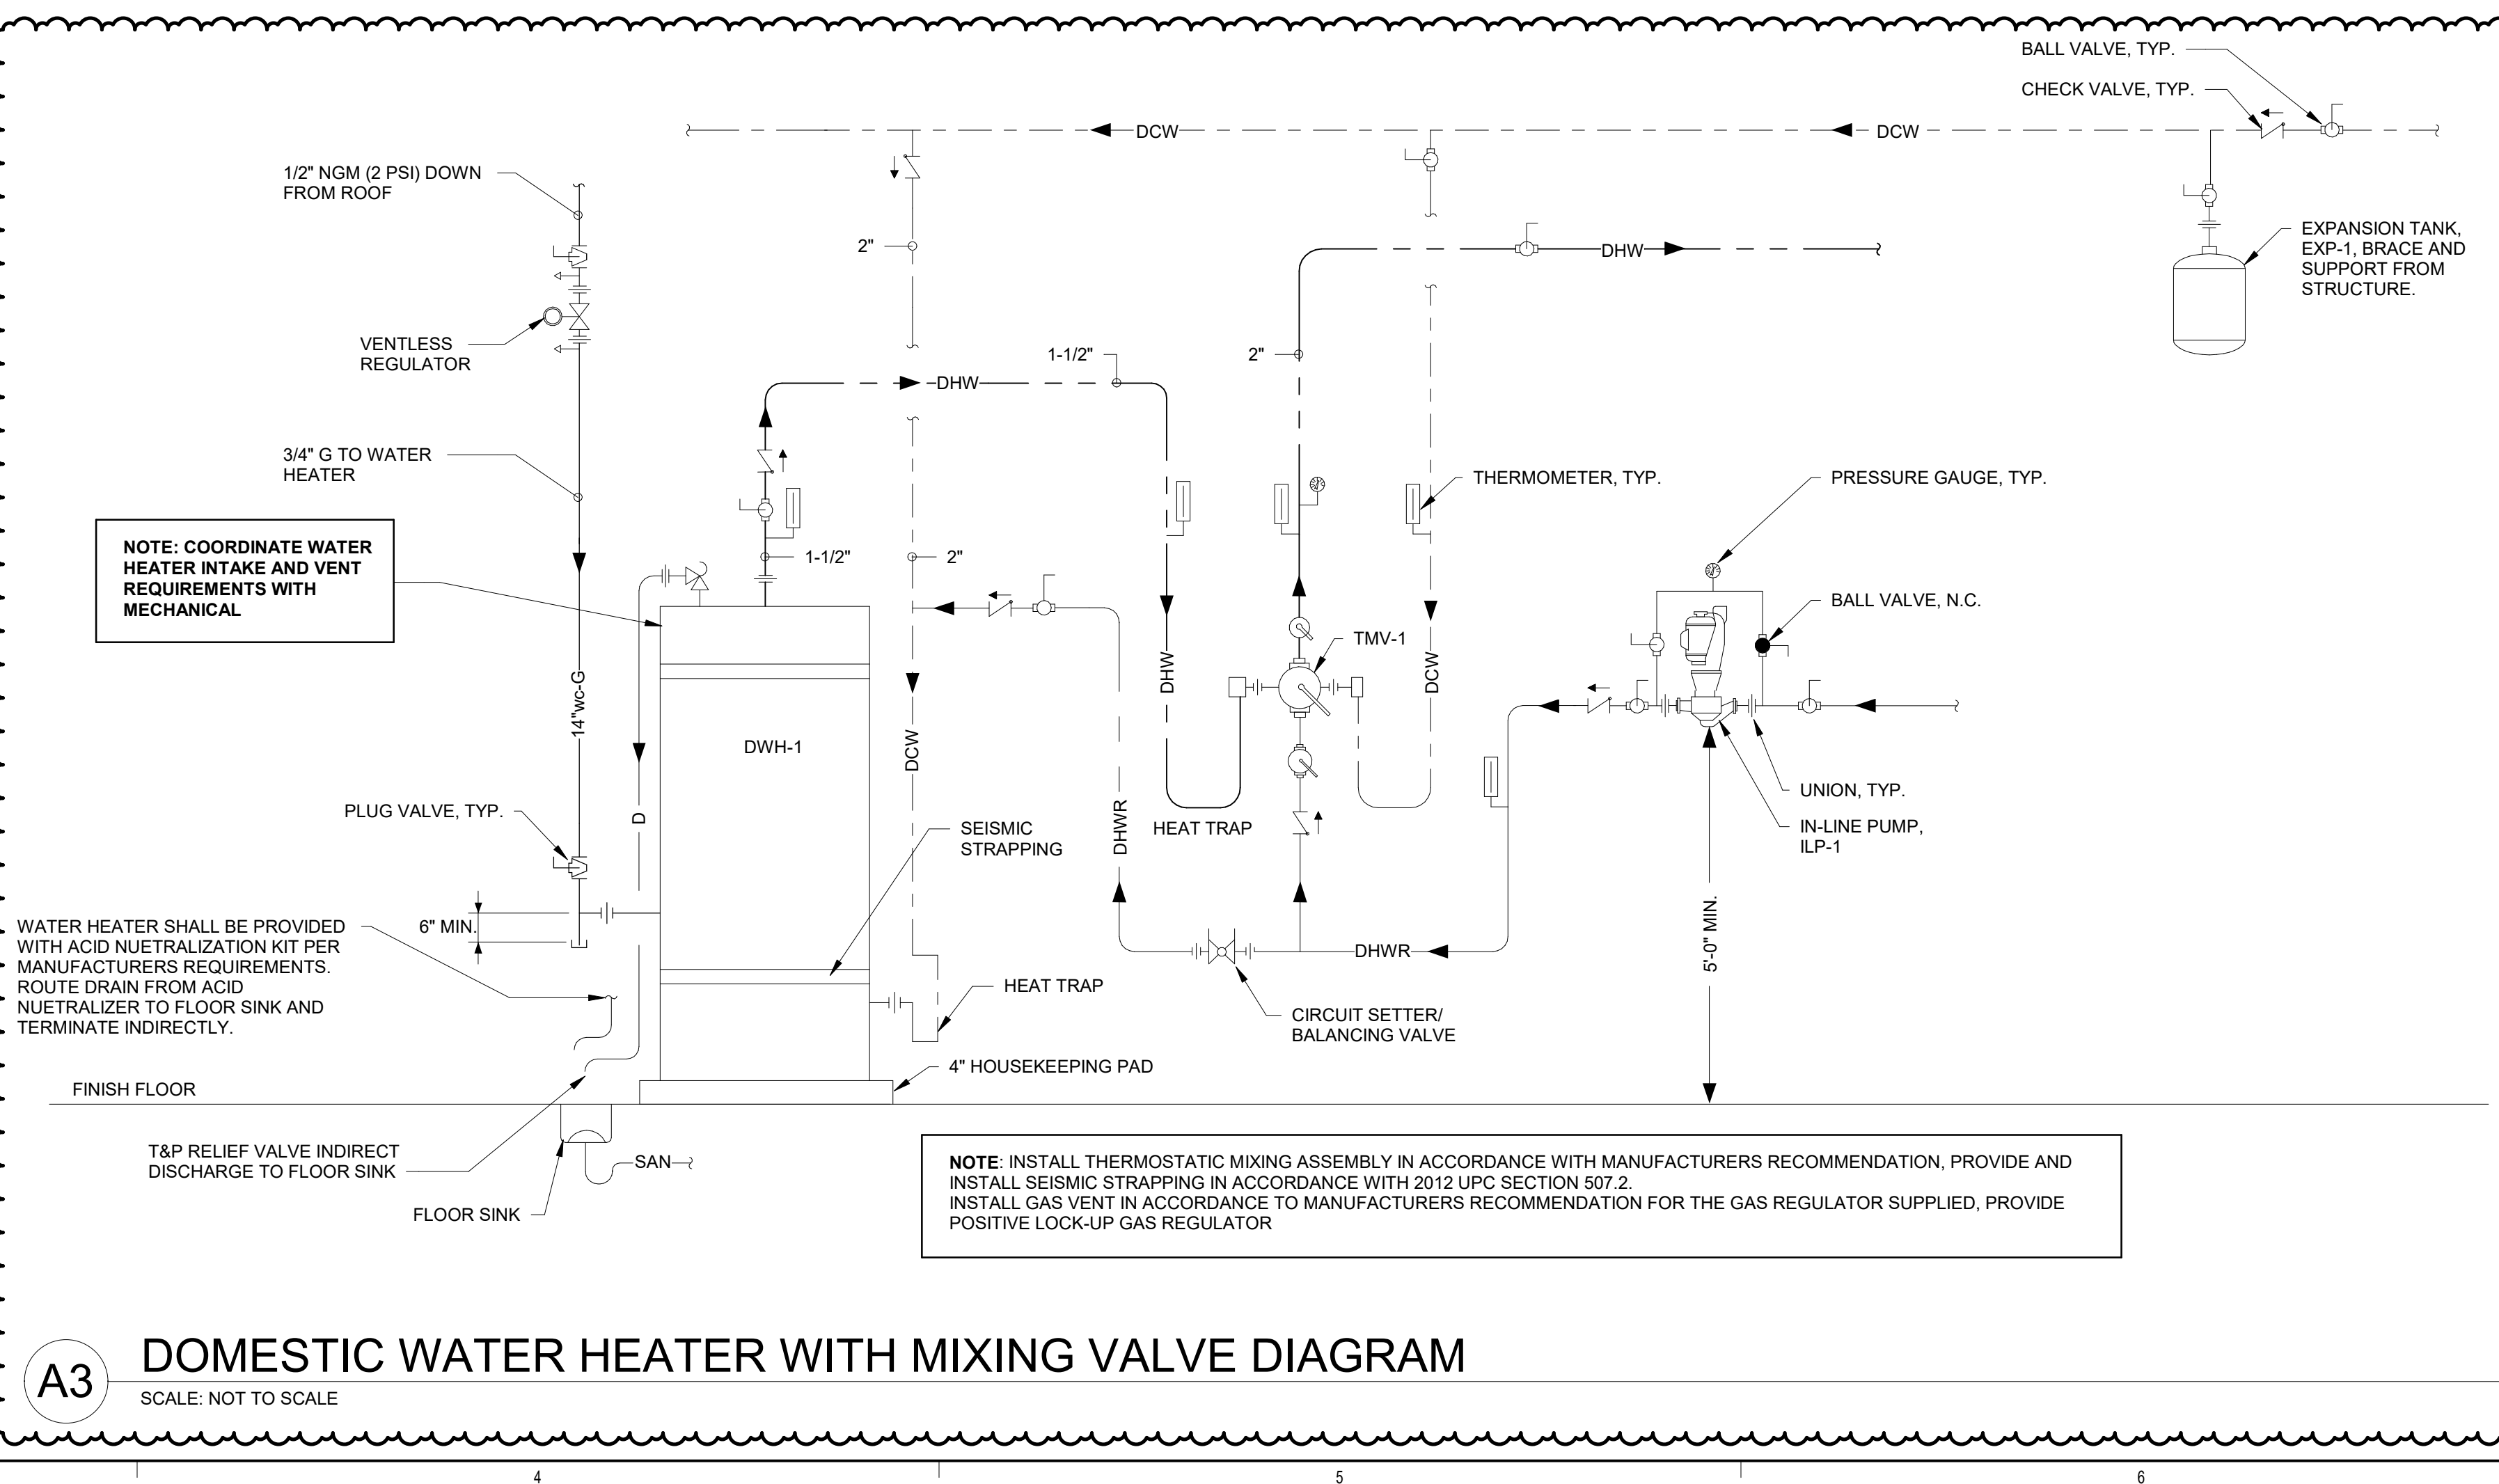 BALL VALVE, TYP.
CHECK VALVE, TYP.
DCW
DCW
1/2" NGM (2 PSI) DOWN
FROM ROOF
2"
DHW
EXPANSION TANK,
EXP-1, BRACE AND
SUPPORT FROM
STRUCTURE.
VENTLESS
REGULATOR
1-1/2"
2"
DHW
3/4" G TO WATER
HEATER
THERMOMETER, TYP.
PRESSURE GAUGE, TYP.
NOTE: COORDINATE WATER
HEATER INTAKE AND VENT
REQUIREMENTS WITH
MECHANICAL
1-1/2"
2"
BALL VALVE, N.C.
TMV-1
14"wc-G
DHW
DCW
DWH-1
DCW
UNION, TYP.
PLUG VALVE, TYP.
D
SEISMIC
STRAPPING
DHWR
HEAT TRAP
IN-LINE PUMP,
ILP-1
WATER HEATER SHALL BE PROVIDED
WITH ACID NUETRALIZATION KIT PER
MANUFACTURERS REQUIREMENTS.
ROUTE DRAIN FROM ACID
NUETRALIZER TO FLOOR SINK AND
TERMINATE INDIRECTLY.
6" MIN.
DHWR
5'-0" MIN.
HEAT TRAP
CIRCUIT SETTER/
BALANCING VALVE
4" HOUSEKEEPING PAD
FINISH FLOOR
T&P RELIEF VALVE INDIRECT
DISCHARGE TO FLOOR SINK
SAN
FLOOR SINK
NOTE: INSTALL THERMOSTATIC MIXING ASSEMBLY IN ACCORDANCE WITH MANUFACTURERS RECOMMENDATION, PROVIDE AND
INSTALL SEISMIC STRAPPING IN ACCORDANCE WITH 2012 UPC SECTION 507.2.
INSTALL GAS VENT IN ACCORDANCE TO MANUFACTURERS RECOMMENDATION FOR THE GAS REGULATOR SUPPLIED, PROVIDE
POSITIVE LOCK-UP GAS REGULATOR
A3
DOMESTIC WATER HEATER WITH MIXING VALVE DIAGRAM
SCALE: NOT TO SCALE
4
5
6